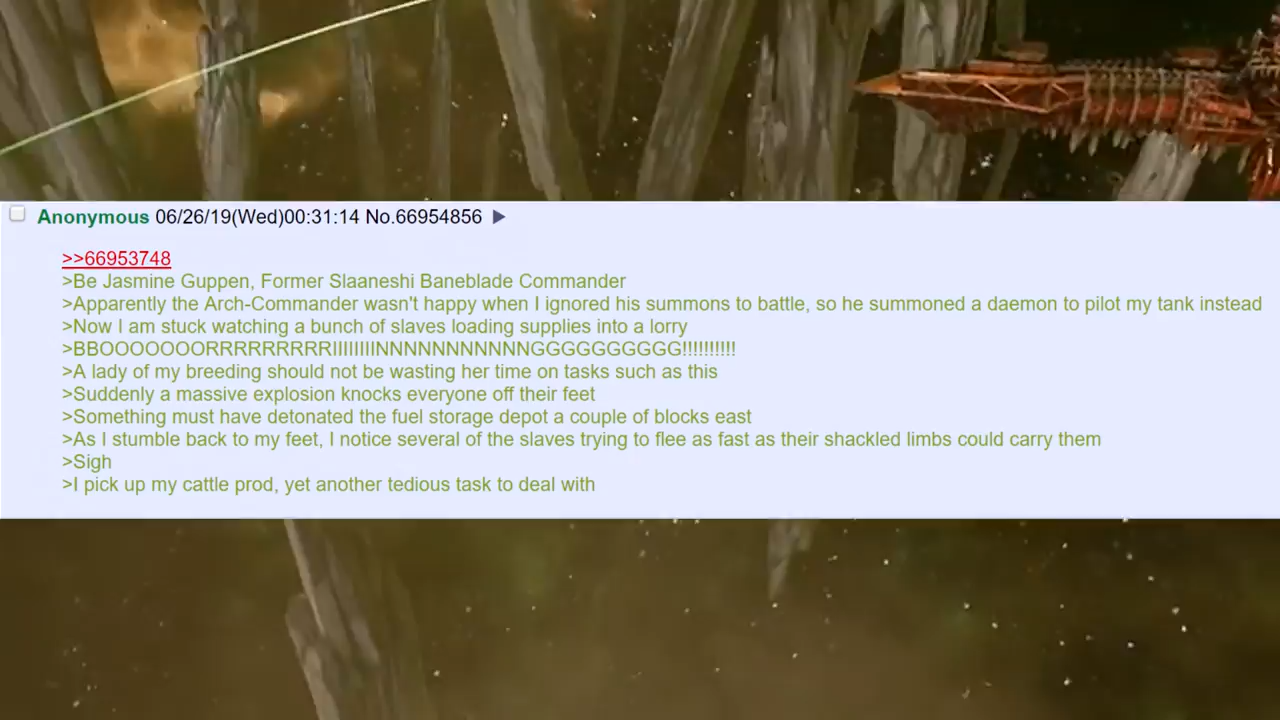 Anonymous 06/26/19(Wed)00:31:14 No.66954856 ▶
>>66953748
>Be Jasmine Guppen, Former Slaaneshi Baneblade Commander
>Apparently the Arch-Commander wasn't happy when I ignored his summons to battle, so he summoned a daemon to pilot my tank instead
>Now I am stuck watching a bunch of slaves loading supplies into a lorry
>BBOOOOOOORRRRRRRRRIIIIIIIINNNNNNNNNNNGGGGGGGGGG!!!!!!!!!!
>A lady of my breeding should not be wasting her time on tasks such as this
>Suddenly a massive explosion knocks everyone off their feet
>Something must have detonated the fuel storage depot a couple of blocks east
>As I stumble back to my feet, I notice several of the slaves trying to flee as fast as their shackled limbs could carry them
>Sigh
>I pick up my cattle prod, yet another tedious task to deal with